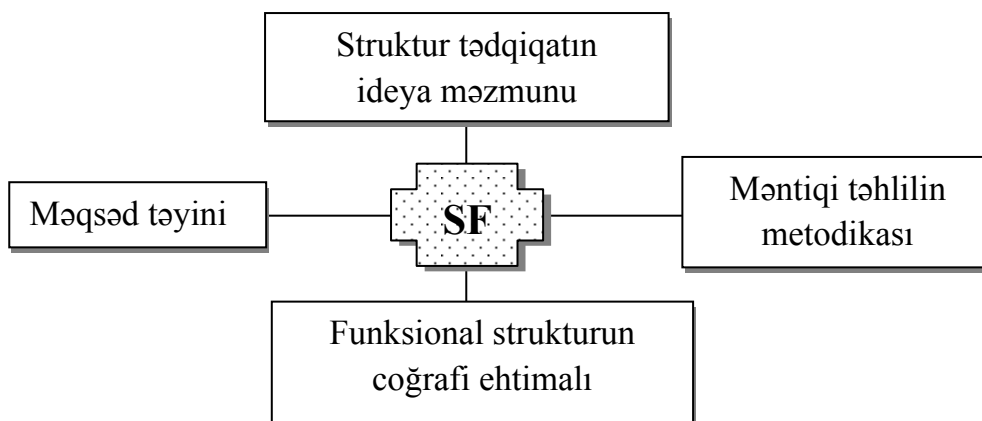 Struktur tədqiqatın
ideya məzmunu
Məqsəd təyini
SF
Məntiqi təhlilin
metodikası
Funksional strukturun
coğrafi ehtimalı